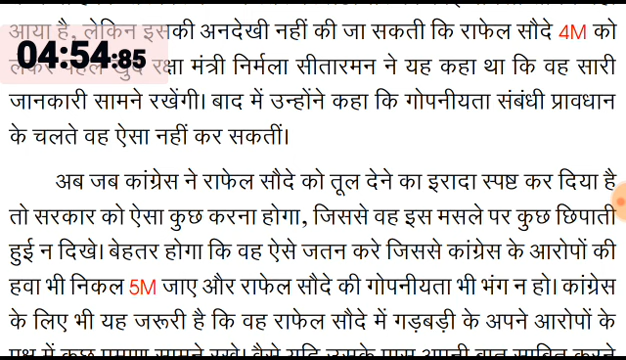 आया है, लेकिन इसकी अनदेखी नहीं की जा सकती कि राफेल सौदे 4M को
04:54:85
रक्षा मंत्री निर्मला सीतारमन ने यह कहा था कि वह सारी
जानकारी सामने रखेंगी। बाद में उन्होंने कहा कि गोपनीयता संबंधी प्रावधान
के चलते वह ऐसा नहीं कर सकतीं।
अब जब कांग्रेस ने राफेल सौदे को तूल देने का इरादा स्पष्ट कर दिया है
तो सरकार को ऐसा कुछ करना होगा, जिससे वह इस मसले पर कुछ छिपाती
हुई न दिखे। बेहतर होगा कि वह ऐसे जतन करे जिससे कांग्रेस के आरोपों की
हवा भी निकल 5M जाए और राफेल सौदे की गोपनीयता भी भंग न हो। कांग्रेस
के लिए भी यह जरूरी है कि वह राफेल सौदे में गड़बड़ी के अपने आरोपों के